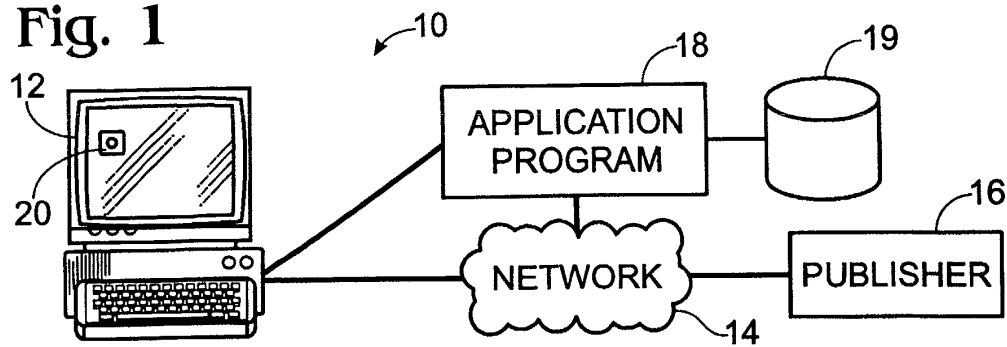 Fig. 1
10
12
18
19
APPLICATION
PROGRAM
20
16
NETWORK
PUBLISHER
14